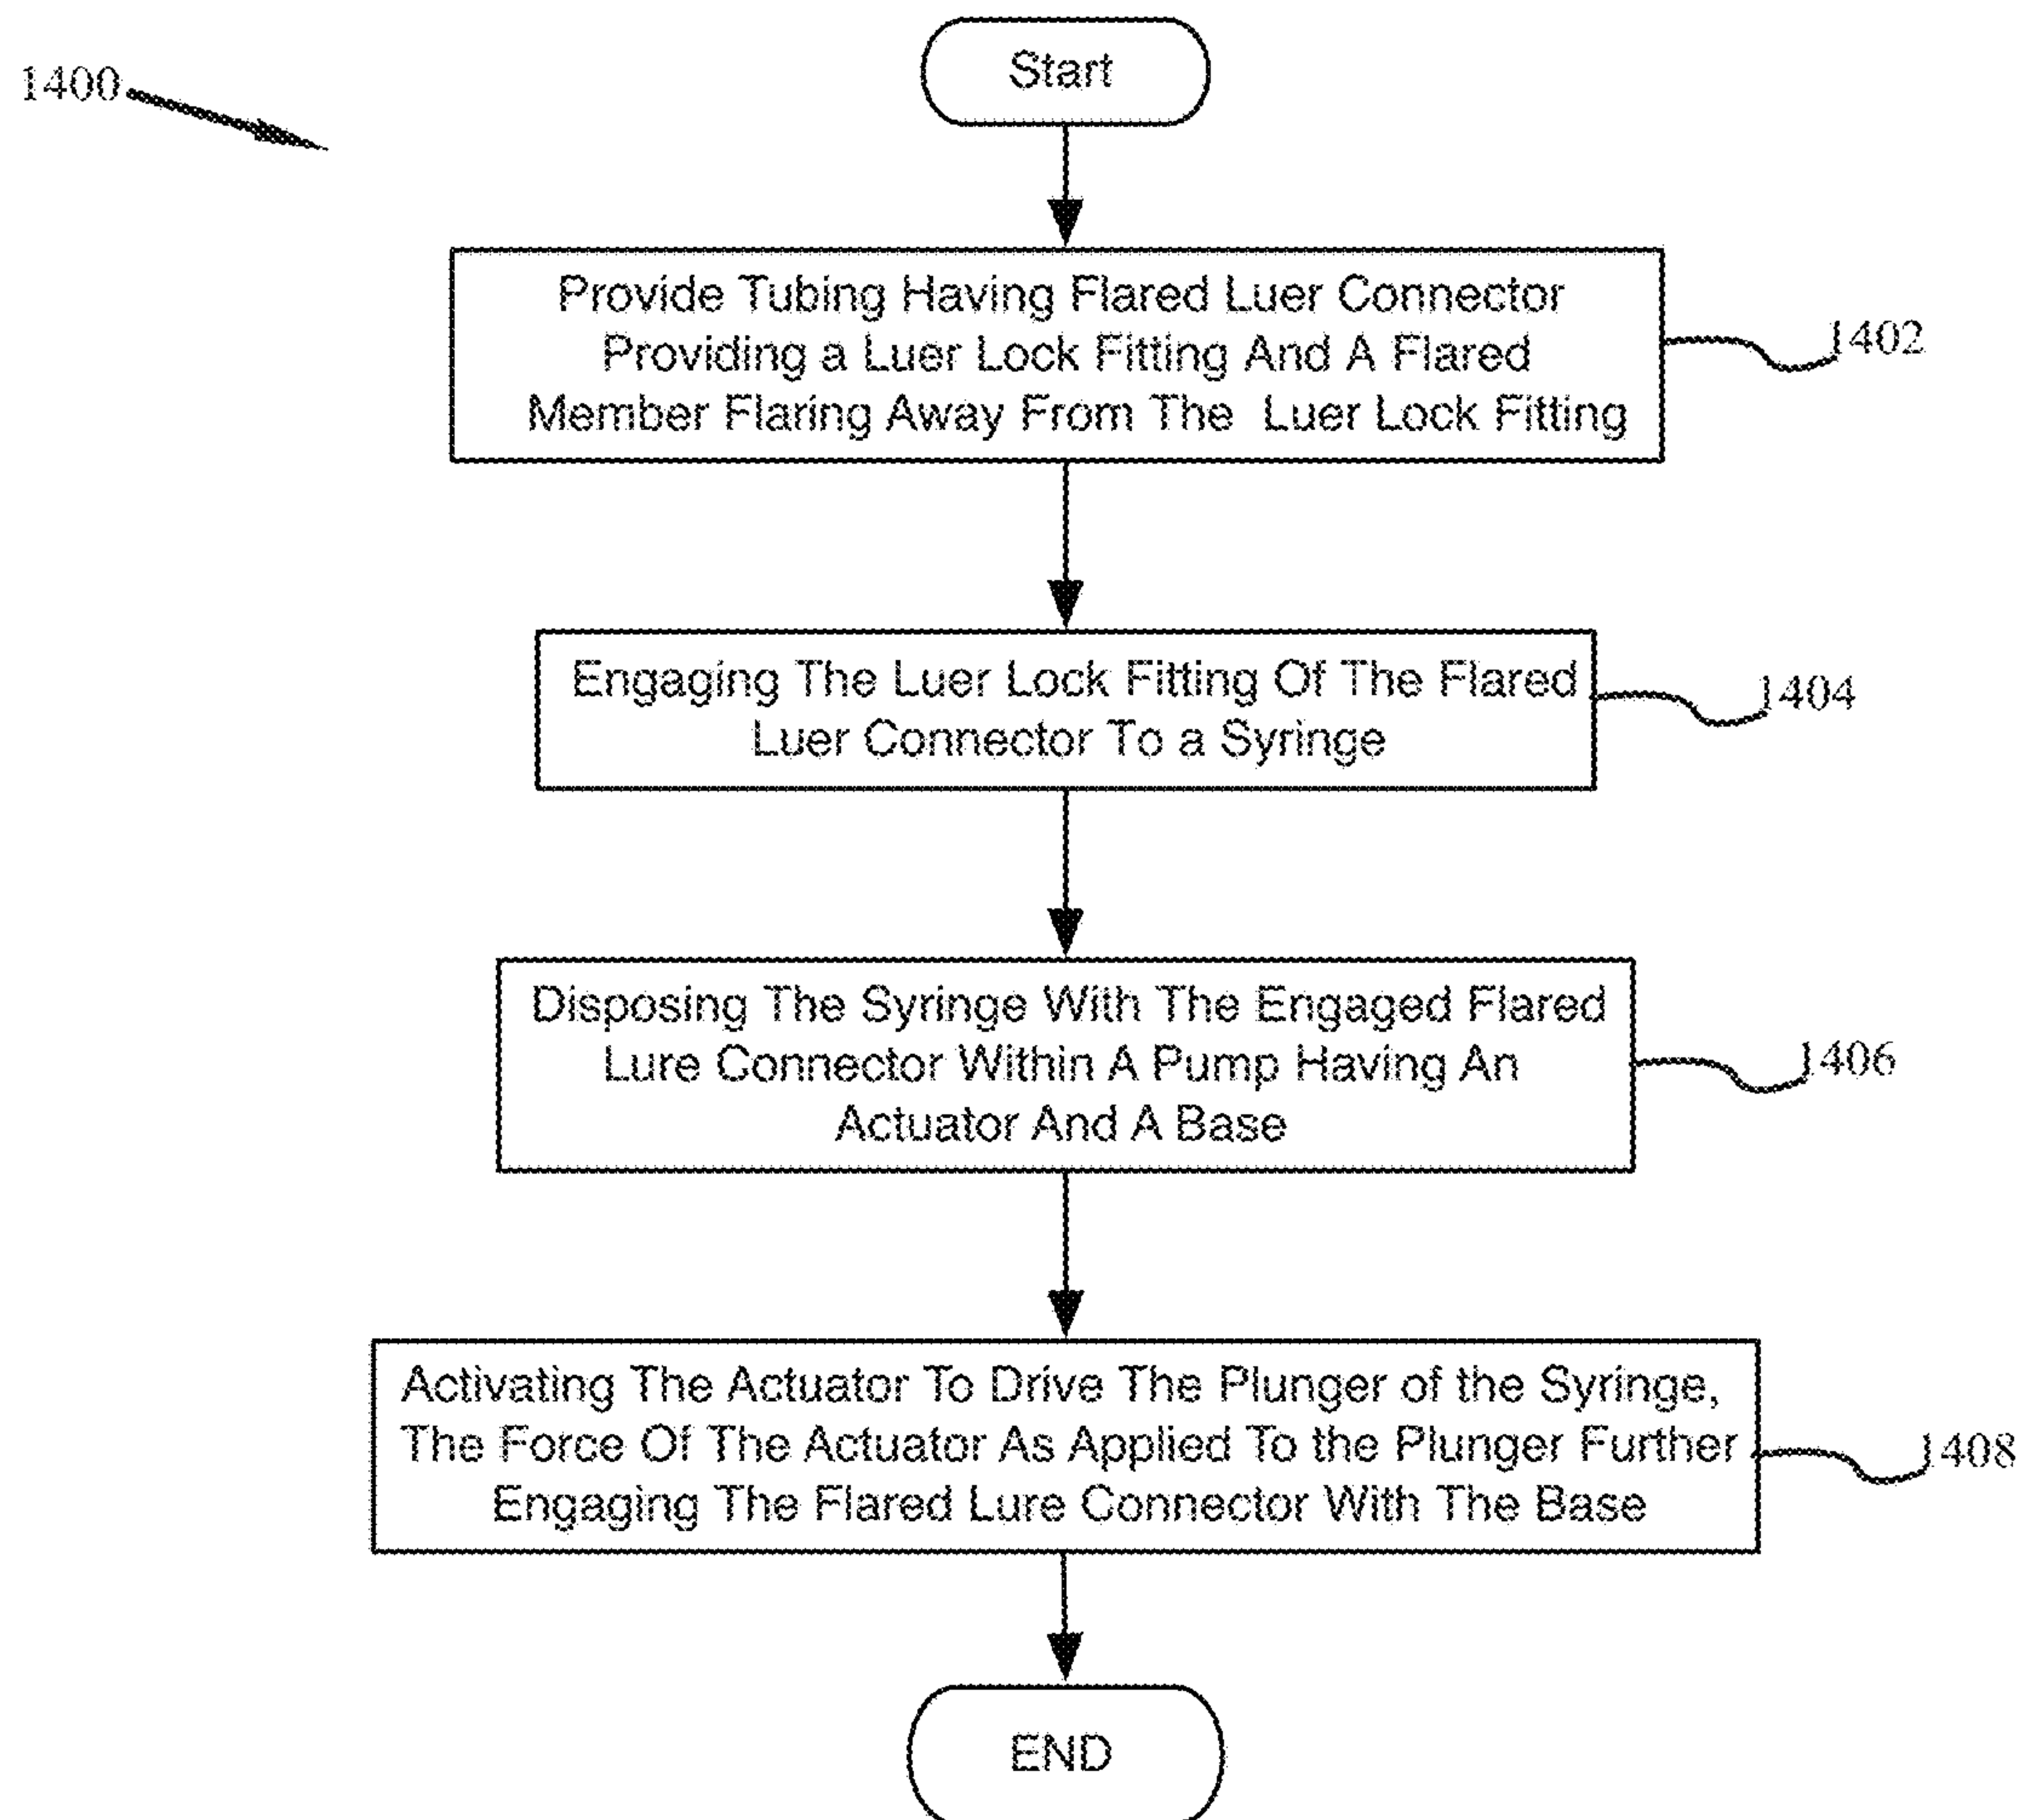 Start
1400
Provide Tubing Having Flared Luer Connector
Providing a Luer Lock Fitting And A Flared
Member Flaring Away From The Luer Lock Fitting
1402
Engaging The Luer Lock Fitting Of The Flared
Luer Connector To a Syringe
1404
Disposing The Syringe With The Engaged Flared
Lure Connector Within A Pump Having An
Actuator And A Base
1406
Activating The Actuator To Drive The Plunger of the Syringe,
The Force Of The Actuator As Applied To the Plunger Further
Engaging The Flared Lure Connector With The Base
1408
END